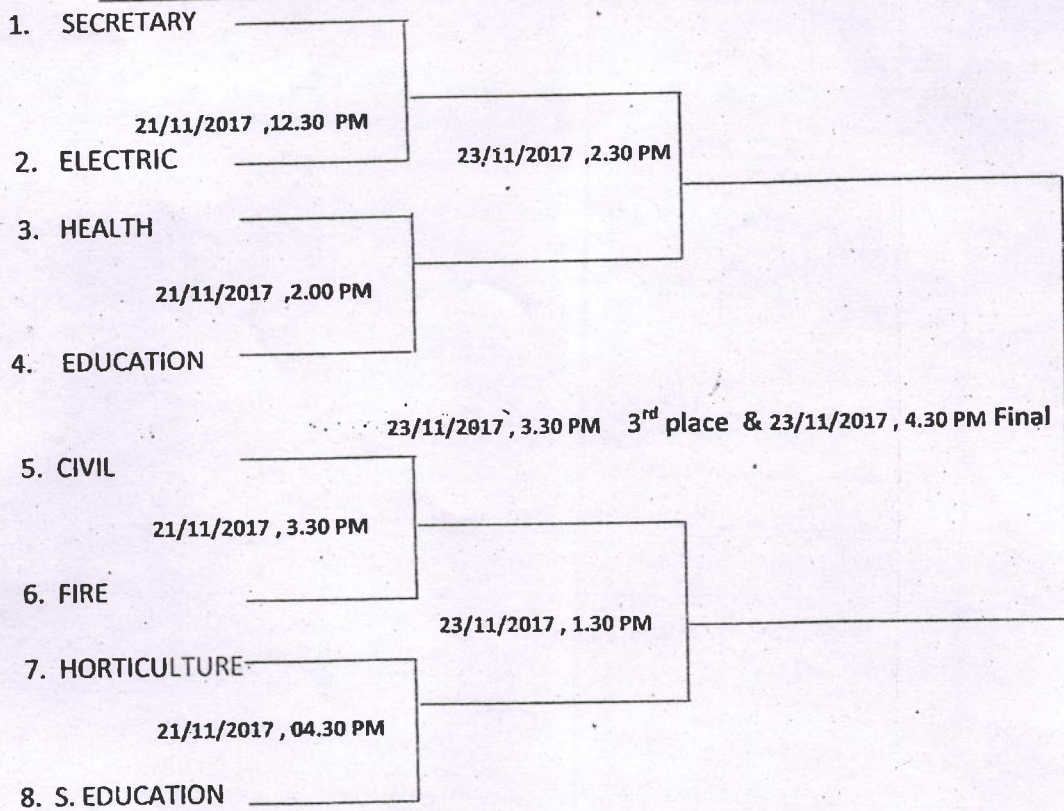 1. SECRETARY
21/11/2017 ,12.30 PM
2. ELECTRIC
23/11/2017 ,2.30 PM
3. HEALTH
21/11/2017 ,2.00 PM
4. EDUCATION
23/11/2017 , 3.30 PM 3rd place & 23/11/2017 , 4.30 PM Final
5. CIVIL
21/11/2017 , 3.30 PM
6. FIRE
23/11/2017 , 1.30 PM
7. HORTICULTURE
21/11/2017 , 04.30 PM
8. S. EDUCATION